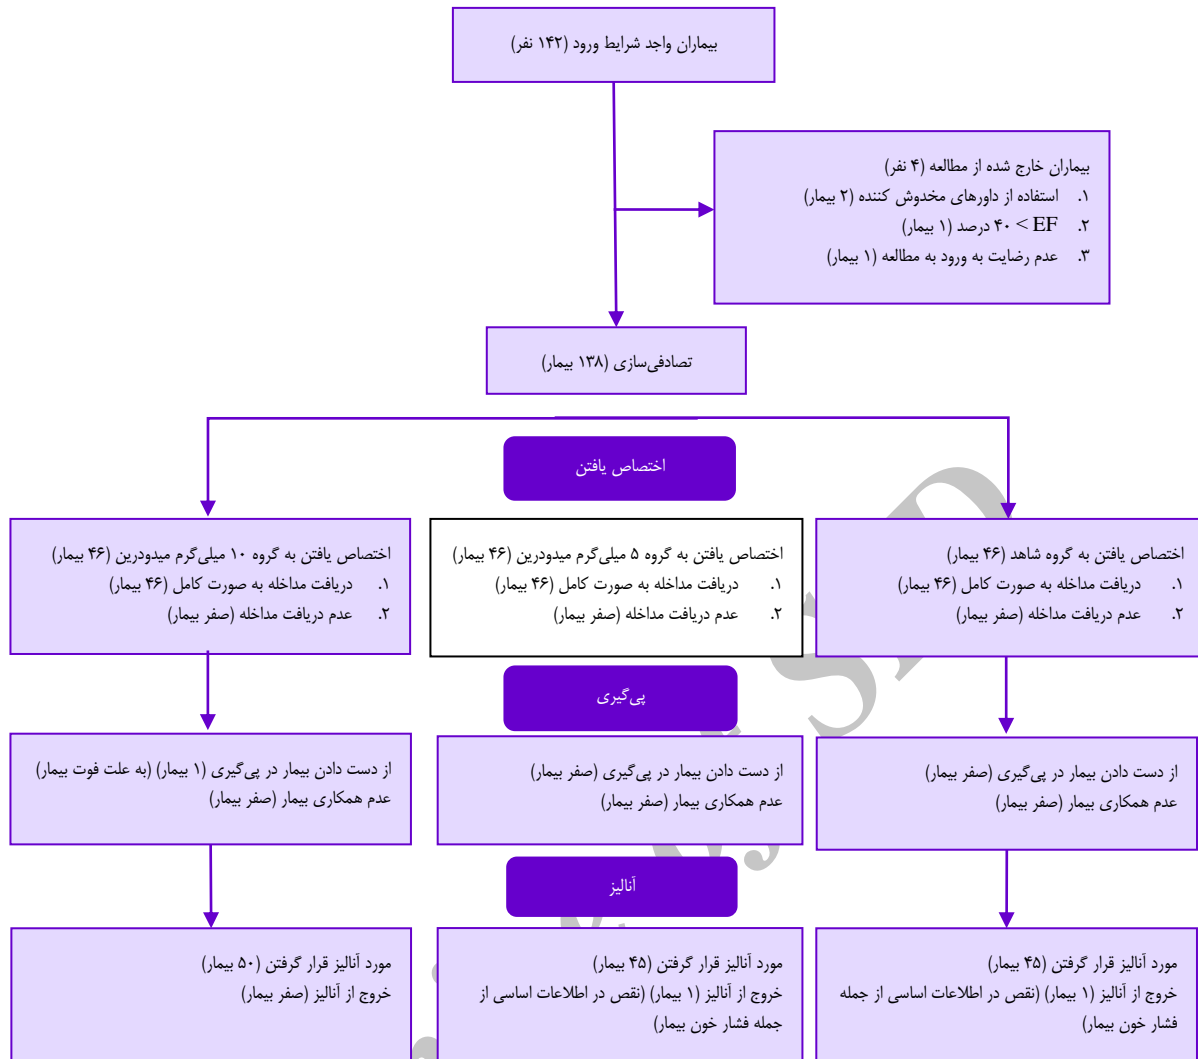 بیماران واجد شرایط ورود (۱۴۲ نفر)
بیماران خارج شده از مطالعه (۴ نفر)
۱. استفاده از داورهای مخدوش کننده (۲ بیمار)
۲. EF < ۴۰ درصد (۱ بیمار)
۳. عدم رضایت به ورود به مطالعه (۱ بیمار)
تصادفی‌سازی (۱۳۸ بیمار)
اختصاص یافتن
اختصاص یافتن به گروه شاهد (۴۶ بیمار)
۱. دریافت مداخله به صورت کامل (۴۶ بیمار)
۲. عدم دریافت مداخله (صفر بیمار)
اختصاص یافتن به گروه ۵ میلی‌گرم میدودرین (۴۶ بیمار)
۱. دریافت مداخله به صورت کامل (۴۶ بیمار)
۲. عدم دریافت مداخله (صفر بیمار)
اختصاص یافتن به گروه ۱۰ میلی‌گرم میدودرین (۴۶ بیمار)
۱. دریافت مداخله به صورت کامل (۴۶ بیمار)
۲. عدم دریافت مداخله (صفر بیمار)
پی‌گیری
از دست دادن بیمار در پی‌گیری (صفر بیمار)
عدم همکاری بیمار (صفر بیمار)
از دست دادن بیمار در پی‌گیری (صفر بیمار)
عدم همکاری بیمار (صفر بیمار)
از دست دادن بیمار در پی‌گیری (۱ بیمار) (به علت فوت بیمار)
عدم همکاری بیمار (صفر بیمار)
آنالیز
مورد آنالیز قرار گرفتن (۴۵ بیمار)
خروج از آنالیز (۱ بیمار) (نقص در اطلاعات اساسی از جمله
فشار خون بیمار)
مورد آنالیز قرار گرفتن (۴۵ بیمار)
خروج از آنالیز (۱ بیمار) (نقص در اطلاعات اساسی از
جمله فشار خون بیمار)
مورد آنالیز قرار گرفتن (۵۰ بیمار)
خروج از آنالیز (صفر بیمار)